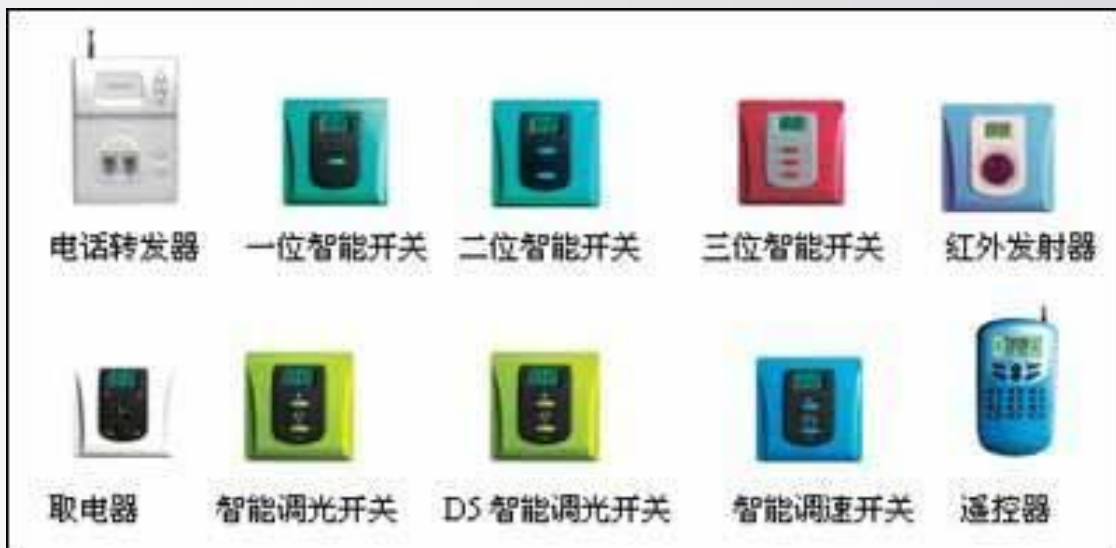 电话转发器 一位智能开关 二位智能开关 三位智能开关 红外发射器
取电器 智能调光开关 D5 智能调光开关 智能调速开关 遥控器